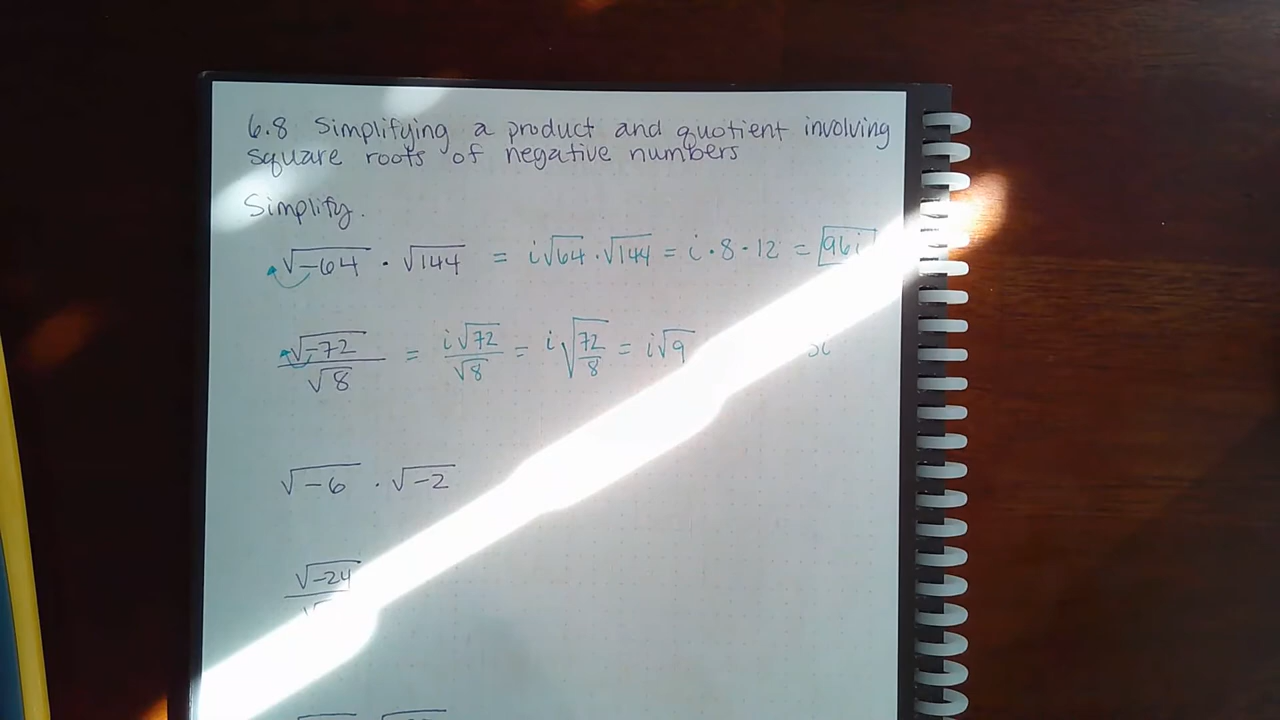 6.8 Simplifying a product and quotient involving
square roots of negative numbers
Simplify.
√-64 · √144 = i√64 · √144 = i · 8 · 12 = 96i
√-72 / √8 = i√72 / √8 = i√(72/8) = i√9 3i
√-6 · √-2
√-24